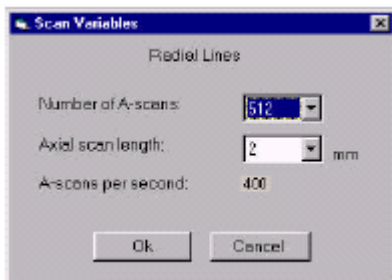 Scan Variables
Radial Lines
Number of A-scans: 512
Axial scan length: 2 mm
A-scans per second: 400
Ok Cancel